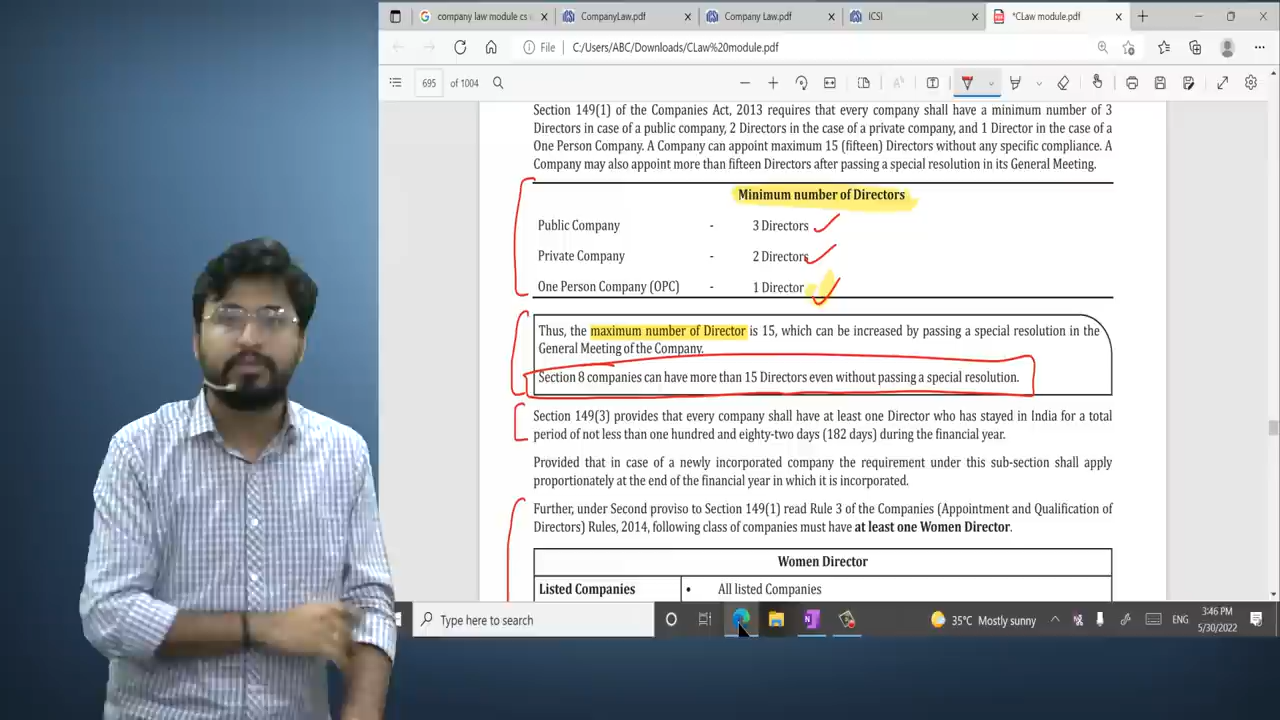 company law module cs
CompanyLaw.pdf
Company Law.pdf
ICSI
*CLaw module.pdf
File
C:/Users/ABC/Downloads/CLaw%20module.pdf
695 of 1004
Section 149(1) of the Companies Act, 2013 requires that every company shall have a minimum number of 3
Directors in case of a public company, 2 Directors in the case of a private company, and 1 Director in the case of a
One Person Company. A Company can appoint maximum 15 (fifteen) Directors without any specific compliance. A
Company may also appoint more than fifteen Directors after passing a special resolution in its General Meeting.
Minimum number of Directors
Public Company - 3 Directors
Private Company - 2 Directors
One Person Company (OPC) - 1 Director
Thus, the maximum number of Director is 15, which can be increased by passing a special resolution in the
General Meeting of the Company.
Section 8 companies can have more than 15 Directors even without passing a special resolution.
Section 149(3) provides that every company shall have at least one Director who has stayed in India for a total
period of not less than one hundred and eighty-two days (182 days) during the financial year.
Provided that in case of a newly incorporated company the requirement under this sub-section shall apply
proportionately at the end of the financial year in which it is incorporated.
Further, under Second proviso to Section 149(1) read Rule 3 of the Companies (Appointment and Qualification of
Directors) Rules, 2014, following class of companies must have at least one Women Director.
Women Director
Listed Companies • All listed Companies
Type here to search
35°C Mostly sunny
ENG
3:46 PM
5/30/2022